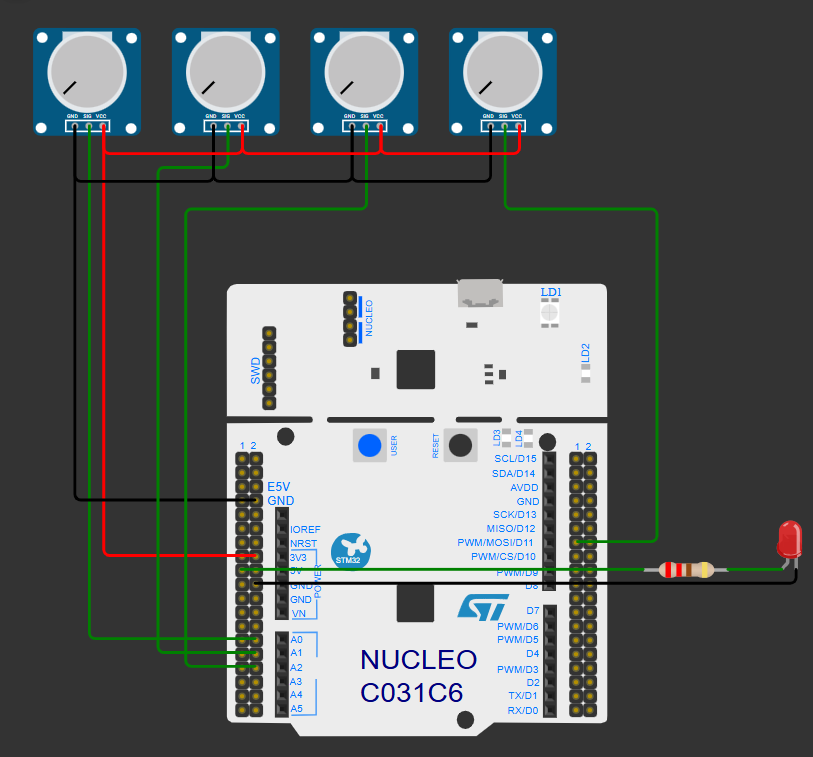 GND SIG VCC
GND SIG VCC
GND SIG VCC
GND SIG VCC
LD1
NUCLEO
SWD
LD2
USER
RESET
LD3
LD4
1 2
1 2
E5V
GND
IOREF
NRST
3V3
5V
GND
GND
VN
POWER
A0
A1
A2
A3
A4
A5
STM32
ST
SCL/D15
SDA/D14
AVDD
GND
SCK/D13
MISO/D12
PWM/MOSI/D11
PWM/CS/D10
PWM/D9
D8
D7
PWM/D6
PWM/D5
D4
PWM/D3
D2
TX/D1
RX/D0
NUCLEO
C031C6